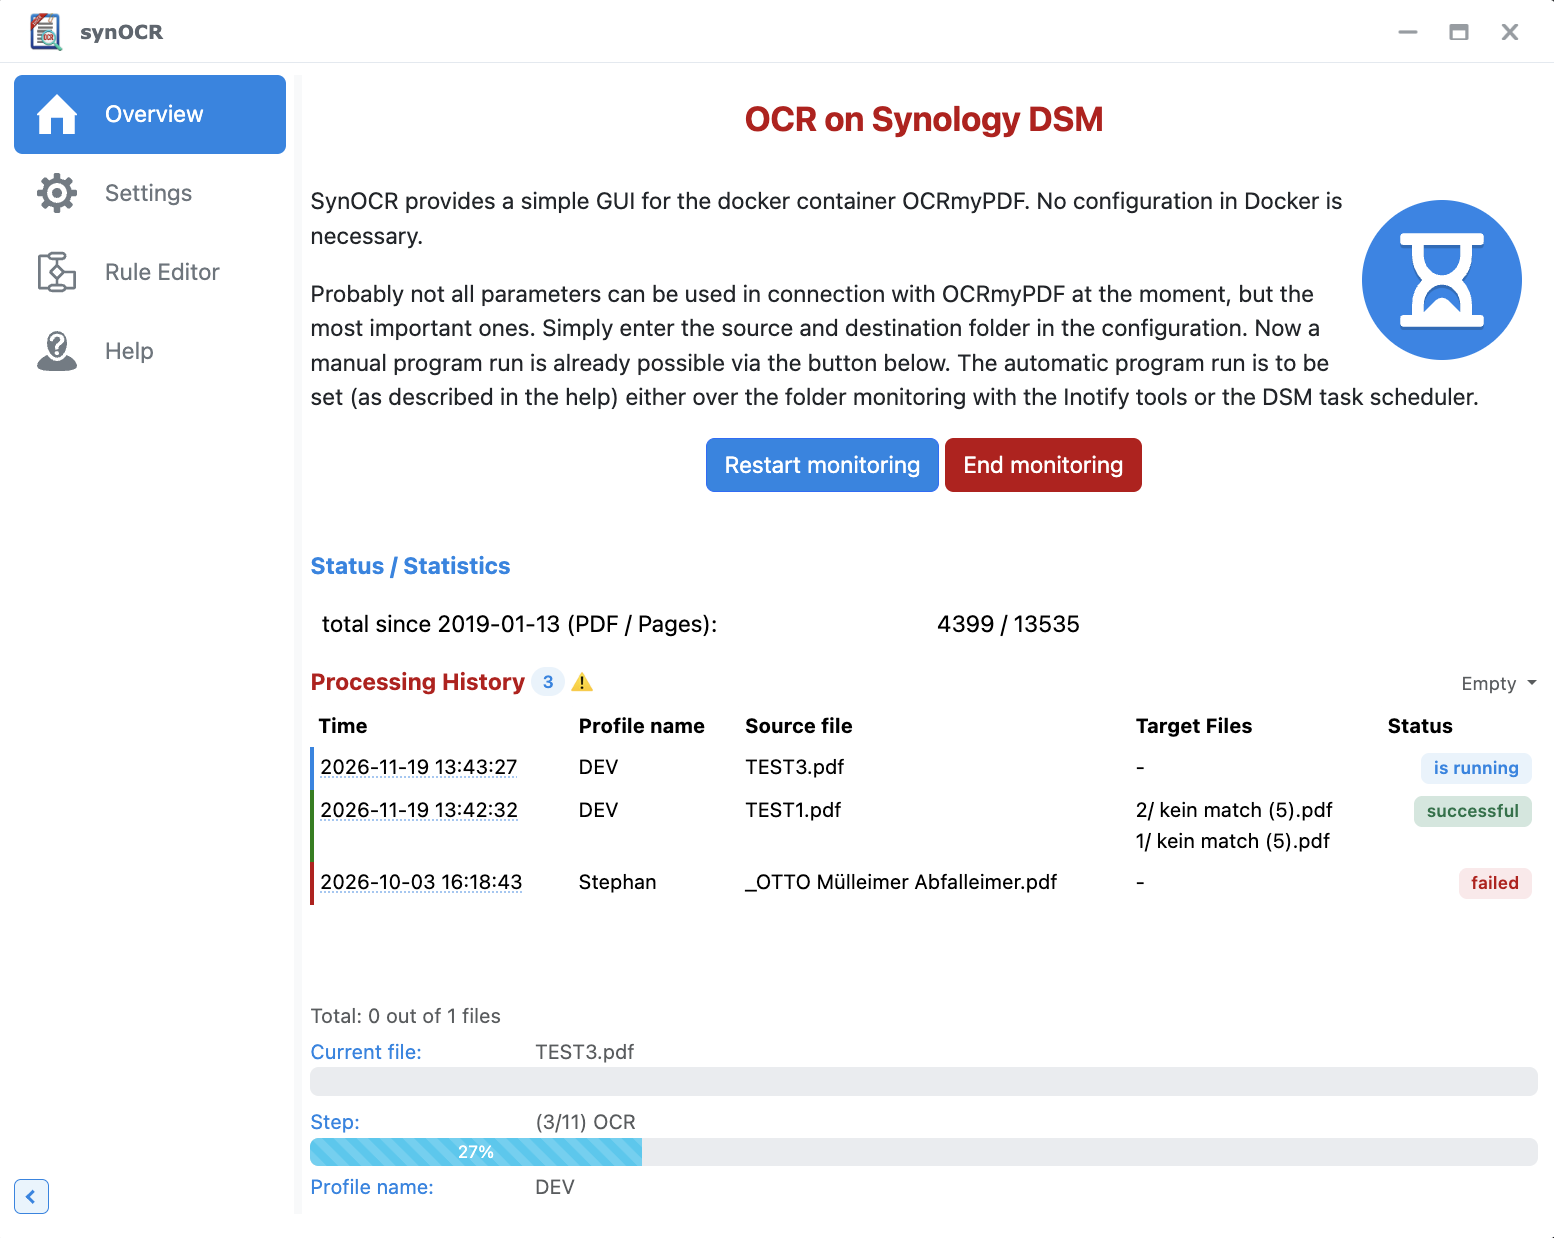 synOCR
Overview
Settings
Rule Editor
Help
OCR on Synology DSM
SynOCR provides a simple GUI for the docker container OCRmyPDF. No configuration in Docker is
necessary.
Probably not all parameters can be used in connection with OCRmyPDF at the moment, but the
most important ones. Simply enter the source and destination folder in the configuration. Now a
manual program run is already possible via the button below. The automatic program run is to be
set (as described in the help) either over the folder monitoring with the Inotify tools or the DSM task scheduler.
Restart monitoring End monitoring
Status / Statistics
total since 2019-01-13 (PDF / Pages): 4399 / 13535
Processing History 3 Empty
Time Profile name Source file Target Files Status
2026-11-19 13:43:27 DEV TEST3.pdf - is running
2026-11-19 13:42:32 DEV TEST1.pdf 2/ kein match (5).pdf successful
1/ kein match (5).pdf
2026-10-03 16:18:43 Stephan _OTTO Mülleimer Abfalleimer.pdf - failed
Total: 0 out of 1 files
Current file: TEST3.pdf
Step: (3/11) OCR
27%
Profile name: DEV